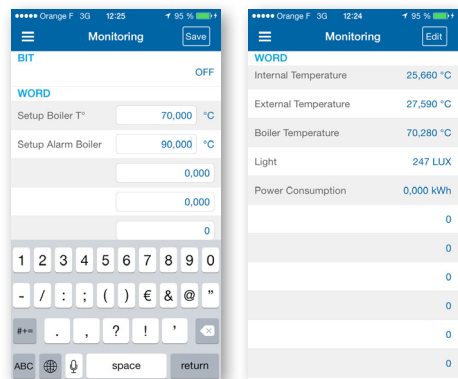 Orange F 3G 12:25 95 %
Monitoring Save
BIT
OFF
WORD
Setup Boiler T° 70,000 °C
Setup Alarm Boiler 90,000 °C
0,000
0,000
0
1 2 3 4 5 6 7 8 9 0
- / : ; ( ) € & @ "
#+= . , ? ! '
ABC space return
Orange F 3G 12:24 95 %
Monitoring Edit
WORD
Internal Temperature 25,660 °C
External Temperature 27,590 °C
Boiler Temperature 70,280 °C
Light 247 LUX
Power Consumption 0,000 kWh
0
0
0
0
0
0